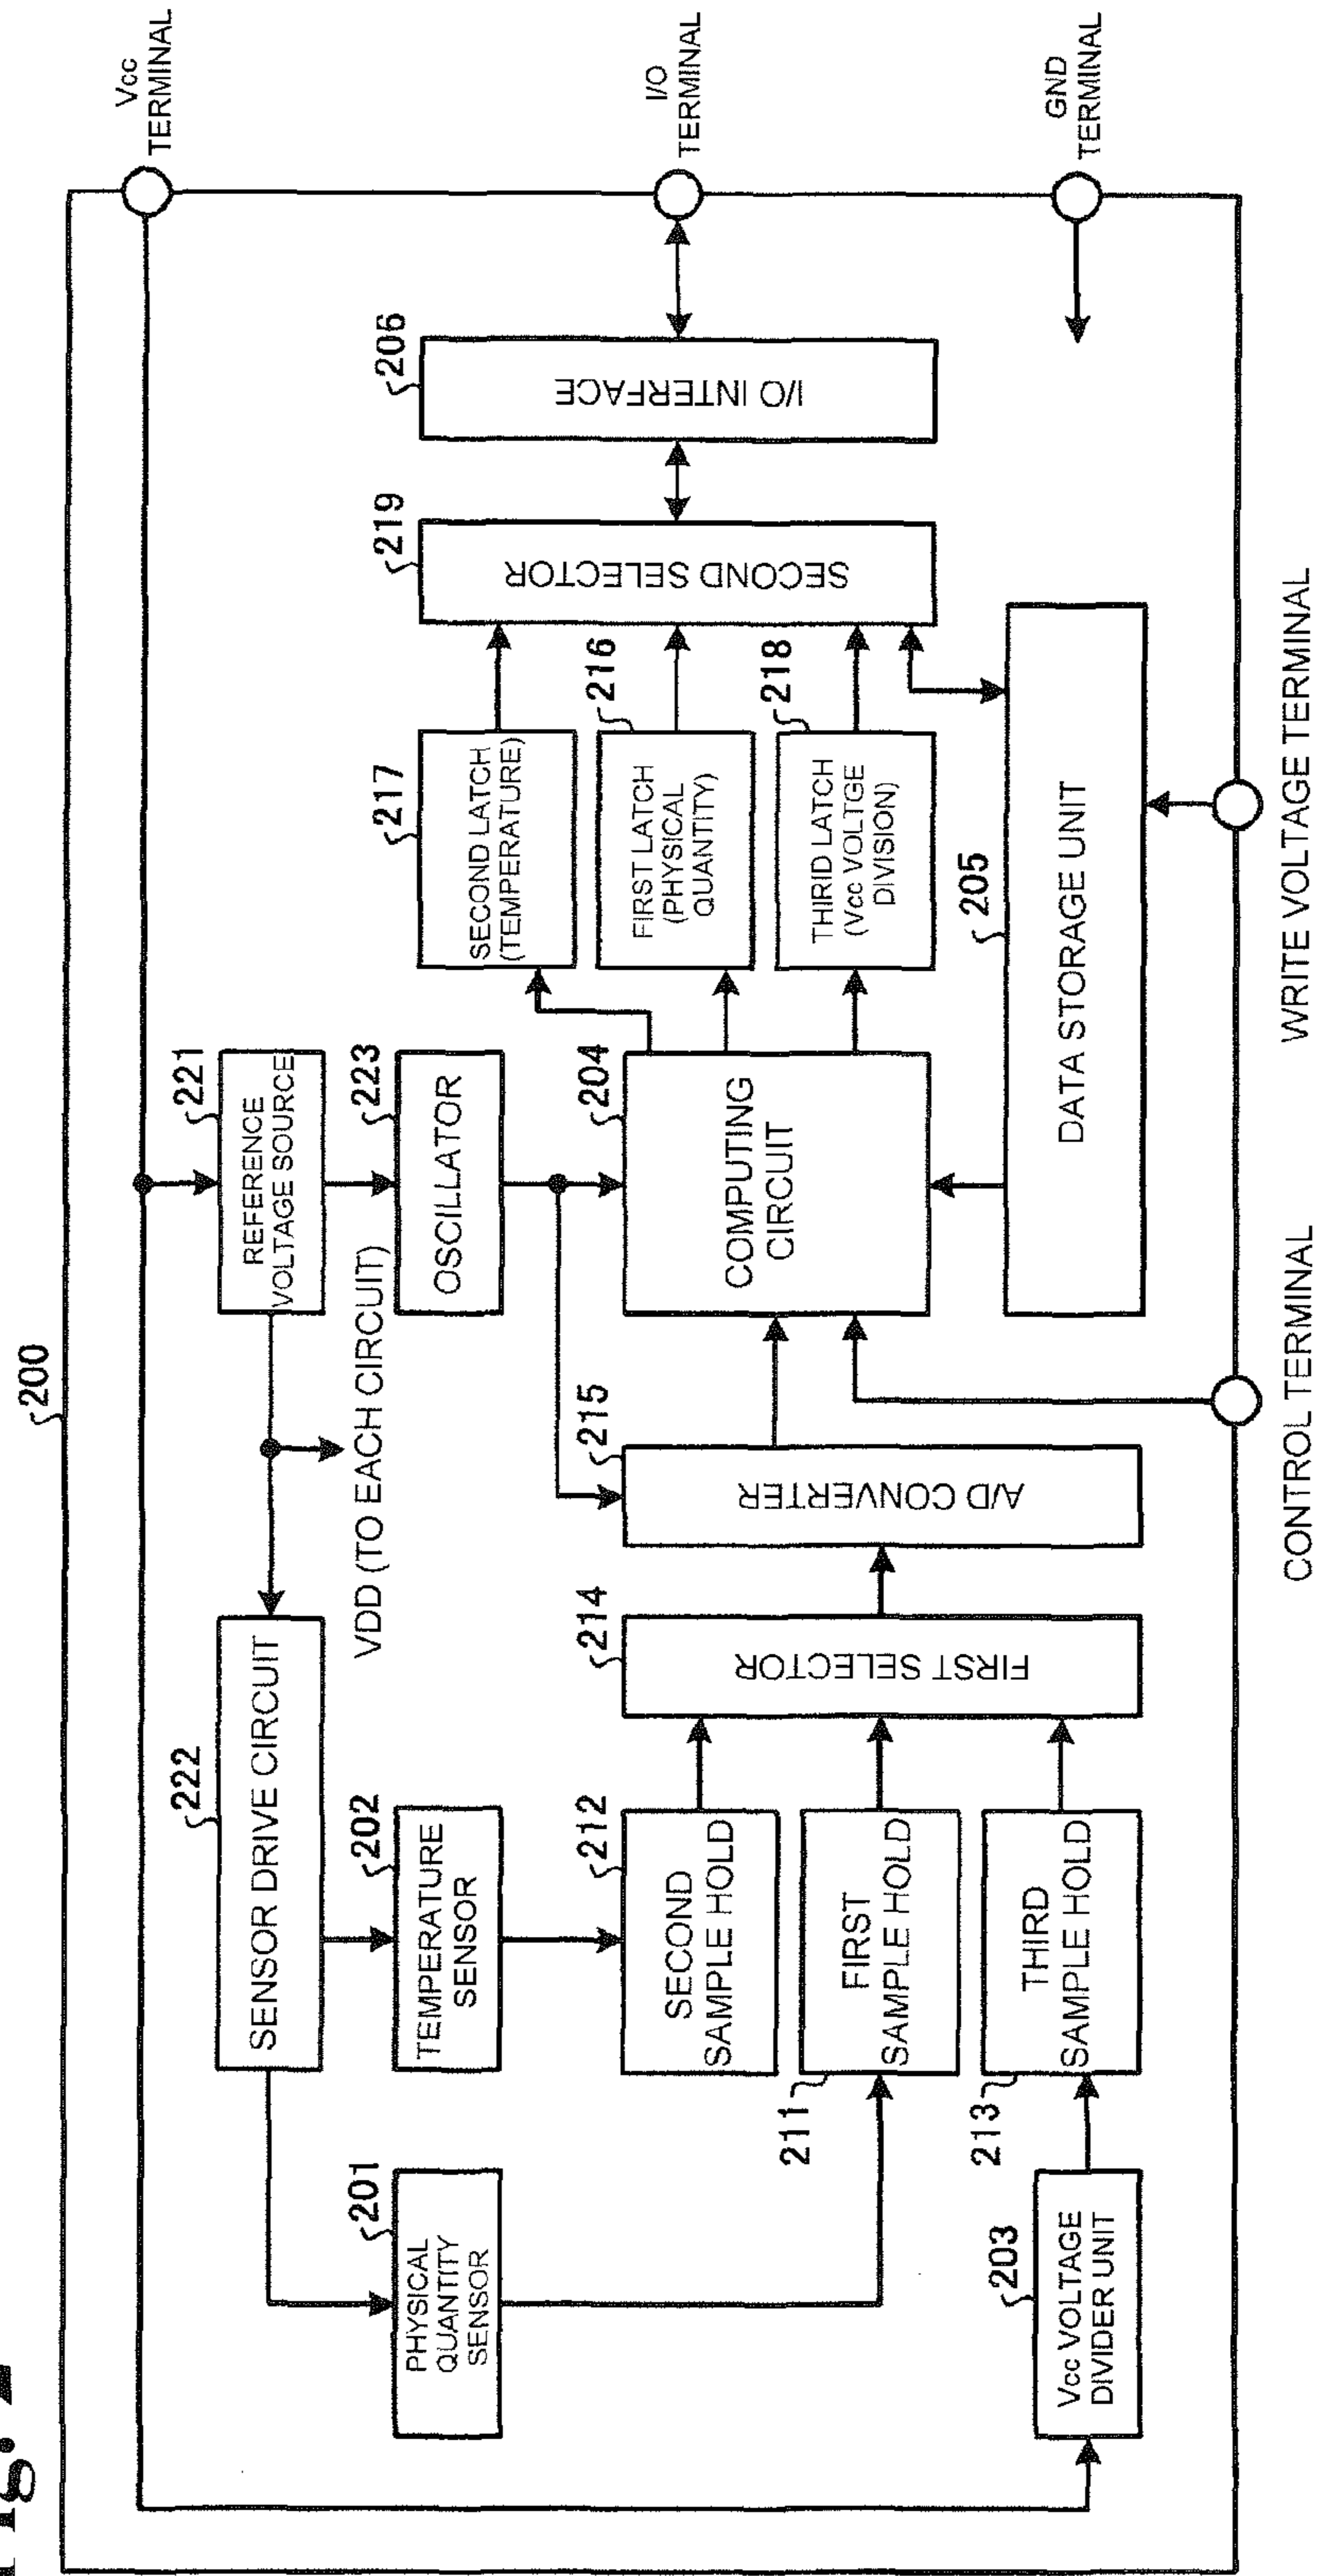 Fig. 2
200
Vcc
TERMINAL
222
SENSOR DRIVE CIRCUIT
221
REFERENCE
VOLTAGE SOURCE
VDD (TO EACH CIRCUIT)
201
PHYSICAL
QUANTITY
SENSOR
202
TEMPERATURE
SENSOR
223
OSCILLATOR
217
SECOND LATCH
(TEMPERATURE)
219
SECOND SELECTOR
206
I/O INTERFACE
I/O
TERMINAL
212
SECOND
SAMPLE HOLD
214
FIRST SELECTOR
215
A/D CONVERTER
204
COMPUTING
CIRCUIT
216
FIRST LATCH
(PHYSICAL
QUANTITY)
211
FIRST
SAMPLE HOLD
218
THIRID LATCH
(Vcc VOLTGE
DIVISION)
213
THIRD
SAMPLE HOLD
203
Vcc VOLTAGE
DIVIDER UNIT
205
DATA STORAGE UNIT
GND
TERMINAL
CONTROL TERMINAL
WRITE VOLTAGE TERMINAL